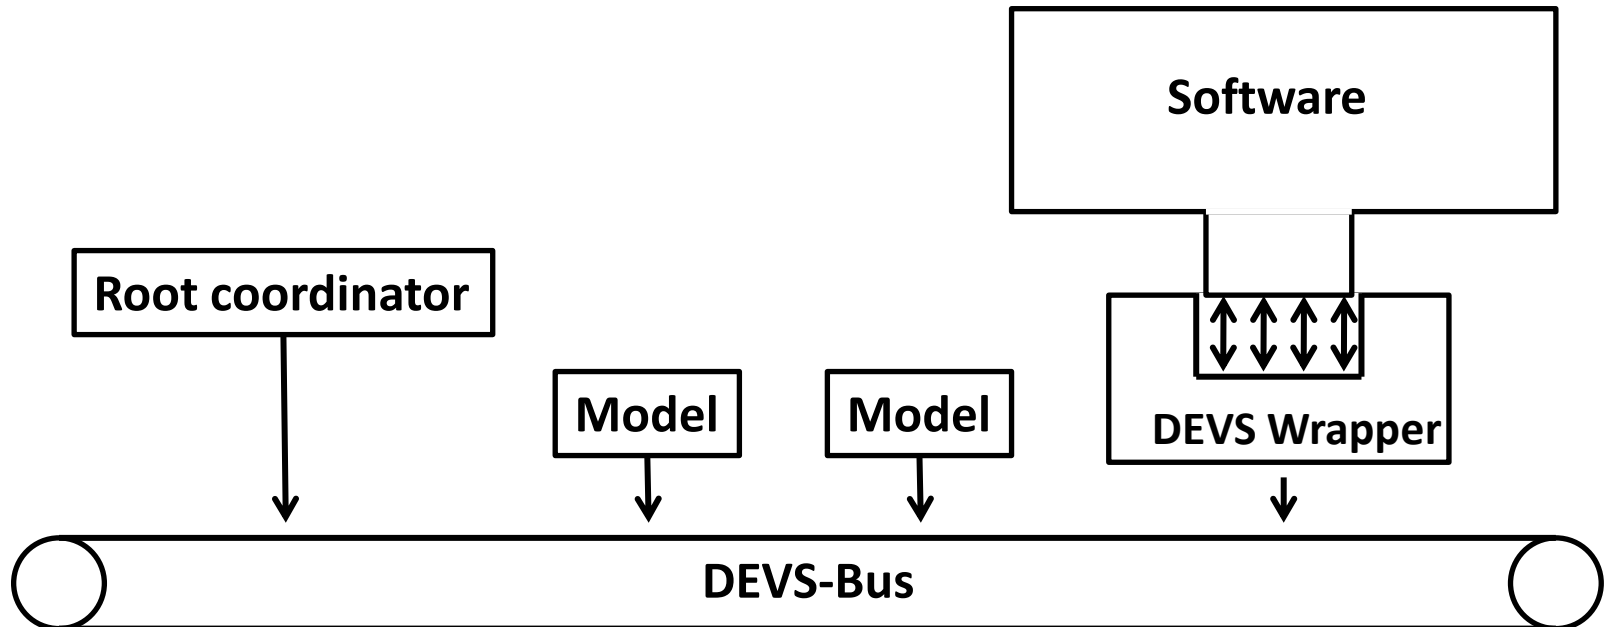 Software
Root coordinator
Model
Model
DEVS Wrapper
DEVS-Bus